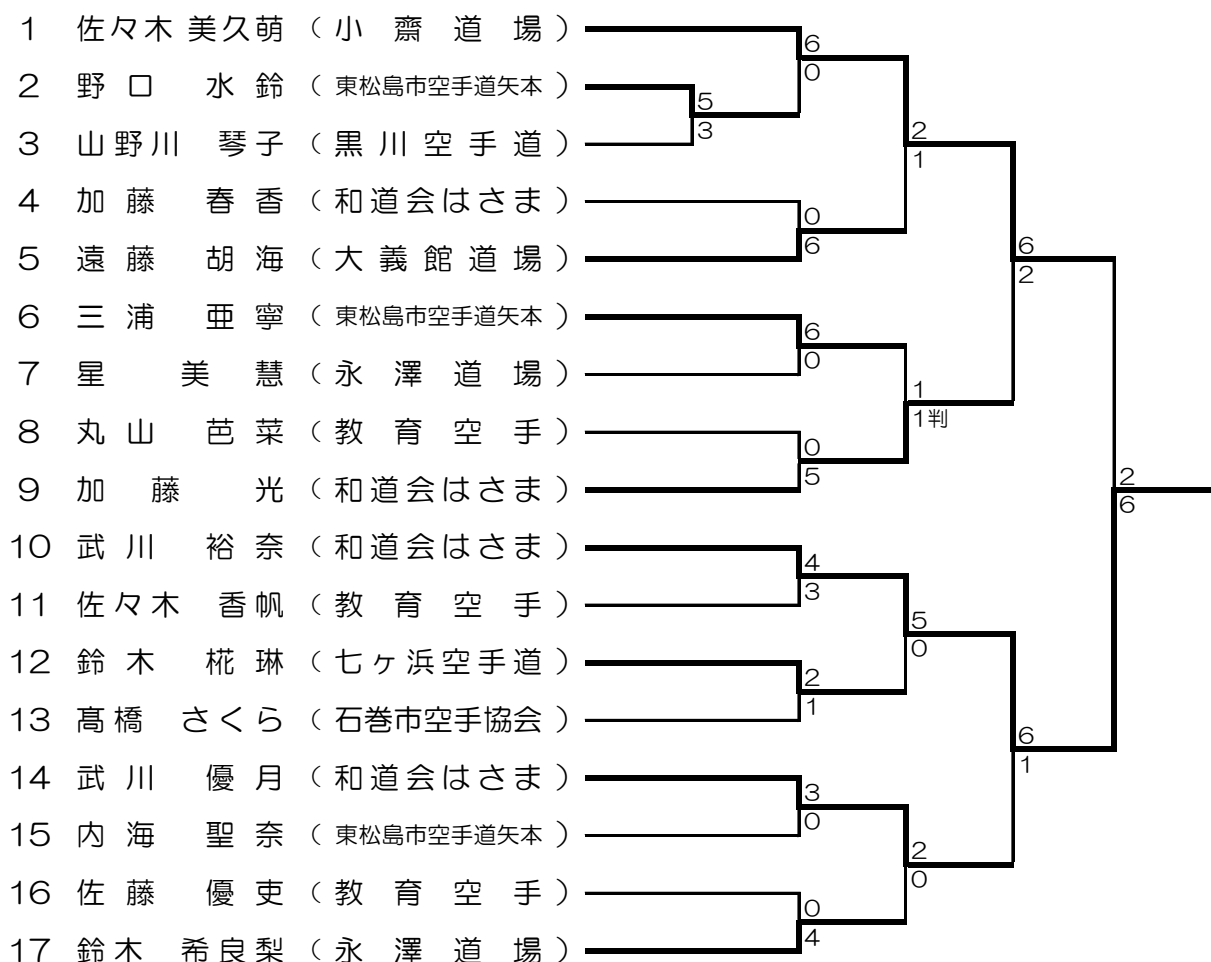 1 佐々木 美久萌 （小齋道場）
6
0
2 野口 水鈴 （東松島市空手道矢本）
5
3
3 山野川 琴子 （黒川空手道）
2
1
4 加藤 春香 （和道会はさま）
0
6
5 遠藤 胡海 （大義館道場）
6
2
6 三浦 亜寧 （東松島市空手道矢本）
6
0
7 星 美慧 （永澤道場）
1
1判
8 丸山 芭菜 （教育空手）
0
5
9 加藤 光 （和道会はさま）
2
6
10 武川 裕奈 （和道会はさま）
4
3
11 佐々木 香帆 （教育空手）
5
0
12 鈴木 椛琳 （七ヶ浜空手道）
2
1
13 髙橋 さくら （石巻市空手協会）
6
1
14 武川 優月 （和道会はさま）
3
0
15 内海 聖奈 （東松島市空手道矢本）
2
0
16 佐藤 優吏 （教育空手）
0
4
17 鈴木 希良梨 （永澤道場）